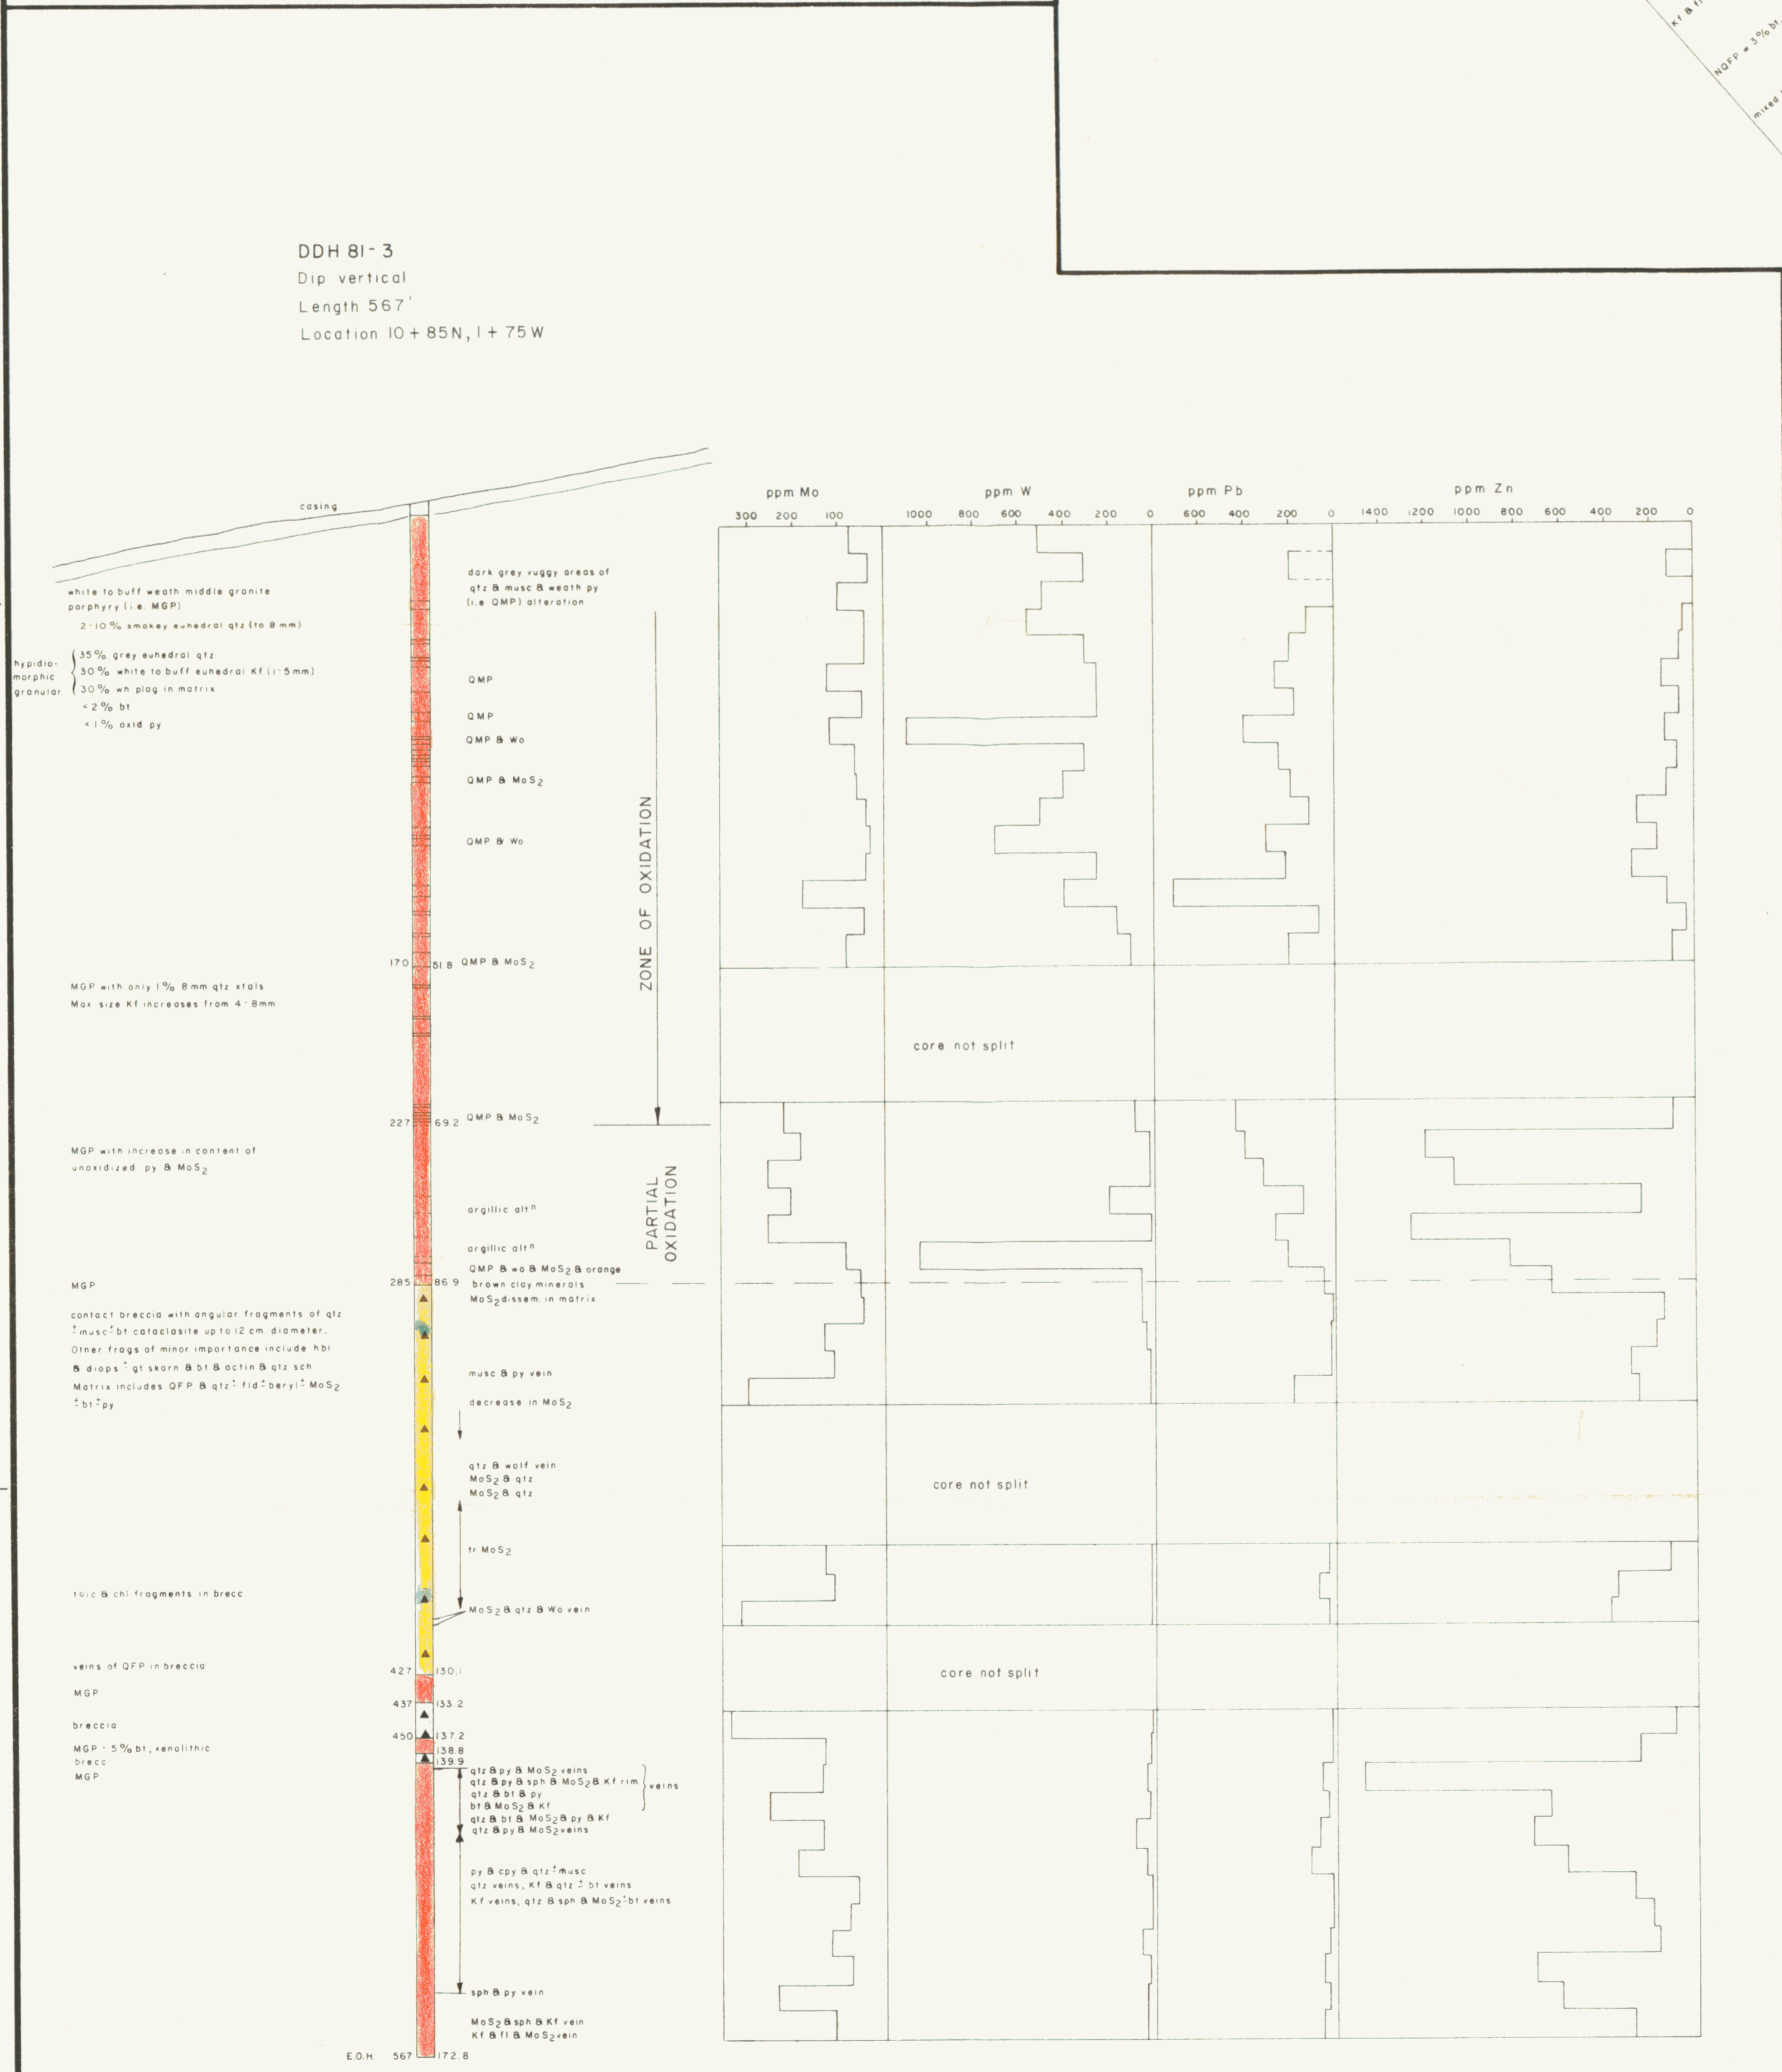 Kf & fl
NQFP = 3% bt
mixed
DDH 81-3
Dip vertical
Length 567'
Location 10+85N, 1+75W
casing
white to buff weath middle granite
porphyry (i.e. MGP)
2-10% smokey euhedral qtz (to 8 mm)
hypidio-
morphic
granular
35% grey euhedral qtz
30% white to buff euhedral Kf (1-5mm)
30% wh plag in matrix
<2% bt
<1% oxid py
MGP with only 1% 8mm qtz xtals
Max size Kf increases from 4-8mm
MGP with increase in content of
unoxidized py & MoS2
MGP
contact breccia with angular fragments of qtz
± musc ± bt cataclasite up to 12 cm diameter.
Other frags of minor importance include hbl
& diops ± gt skarn & bt & actin & qtz sch
Matrix includes QFP & qtz ± fld ± beryl ± MoS2
± bt ± py
talc & chl fragments in brecc
veins of QFP in breccia
MGP
breccia
MGP - 5% bt, xenolithic
brecc
MGP
170 51.8
227 69.2
285 86.9
427 130.1
437 133.2
450 137.2
138.8
139.9
E.O.H. 567 172.8
dark grey vuggy areas of
qtz & musc & weath py
(i.e. QMP) alteration
QMP
QMP
QMP & Wo
QMP & MoS2
QMP & Wo
QMP & MoS2
QMP & MoS2
argillic altn
argillic altn
QMP & wo & MoS2 & orange
brown clay minerals
MoS2 dissem. in matrix
musc & py vein
decrease in MoS2
qtz & wolf vein
MoS2 & qtz
MoS2 & qtz
tr MoS2
MoS2 & qtz & Wo vein
qtz & py & MoS2 veins
qtz & py & sph & MoS2 & Kf rim
qtz & bt & py
bt & MoS2 & Kf
veins
qtz & bt & MoS2 & py & Kf
qtz & py & MoS2 veins
py & cpy & qtz ± musc
qtz veins, Kf & qtz ± bt veins
Kf veins, qtz & sph & MoS2 ± bt veins
sph & py vein
MoS2 & sph & Kf vein
Kf & fl & MoS2 vein
ZONE OF OXIDATION
PARTIAL
OXIDATION
ppm Mo
300 200 100
ppm W
1000 800 600 400 200 0
ppm Pb
600 400 200 0
ppm Zn
1400 1200 1000 800 600 400 200 0
core not split
core not split
core not split